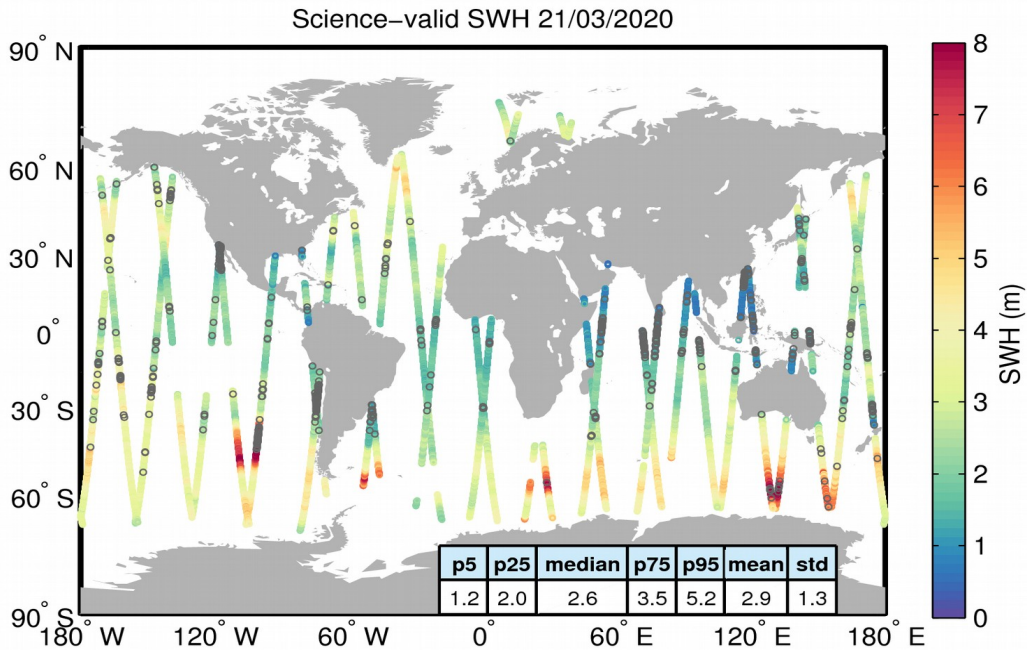 Science−valid SWH 21/03/2020
90° N
60° N
30° N
0°
30° S
60° S
90° S
180° W
120° W
60° W
0°
60° E
120° E
180° E
p5 p25 median p75 p95 mean std
1.2 2.0 2.6 3.5 5.2 2.9 1.3
8
7
6
5
4
3
2
1
0
SWH (m)